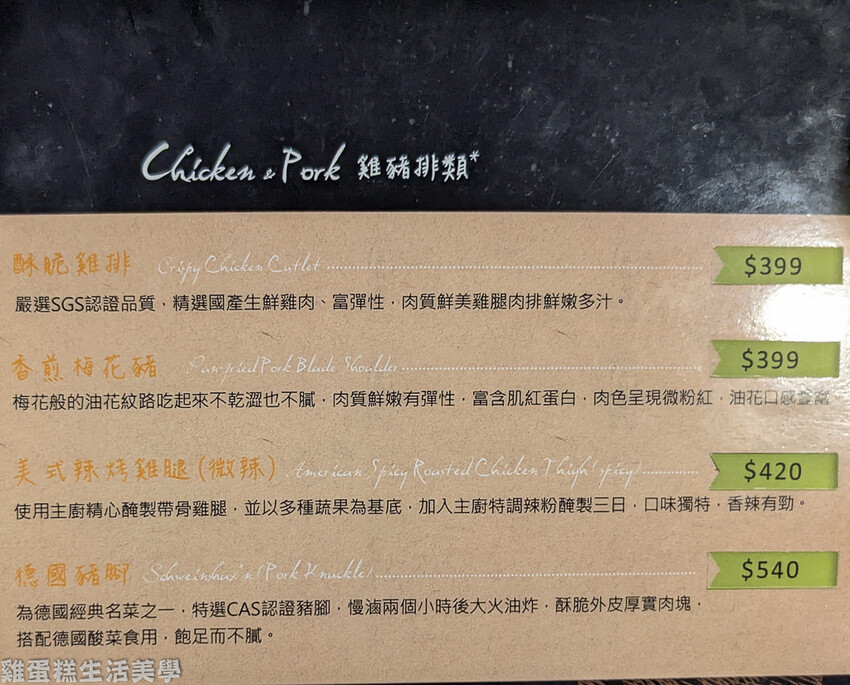 Chicken & Pork 雞豬排類*
酥脆雞排 Crispy Chicken Cutlet $399
嚴選SGS認證品質，精選國產生鮮雞肉、富彈性，肉質鮮美雞腿肉排鮮嫩多汁。
香煎梅花豬 Pan-fried Pork Blade Shoulder $399
梅花般的油花紋路吃起來不乾澀也不膩，肉質鮮嫩有彈性，富含肌紅蛋白，肉色呈現微粉紅，油花口感豐富
美式辣烤雞腿(微辣) American Spicy Roasted Chicken Thigh (spicy) $420
使用主廚精心醃製帶骨雞腿，並以多種蔬果為基底，加入主廚特調辣粉醃製三日，口味獨特，香辣有勁。
德國豬腳 (Pork Knuckle) $540
為德國經典名菜之一，特選CAS認證豬腳，慢滷兩個小時後大火油炸，酥脆外皮厚實肉塊，
搭配德國酸菜食用，飽足而不膩。
雞蛋糕生活美學